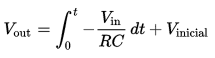 V_out = ∫_0^t − V_in/RC dt + V_inicial